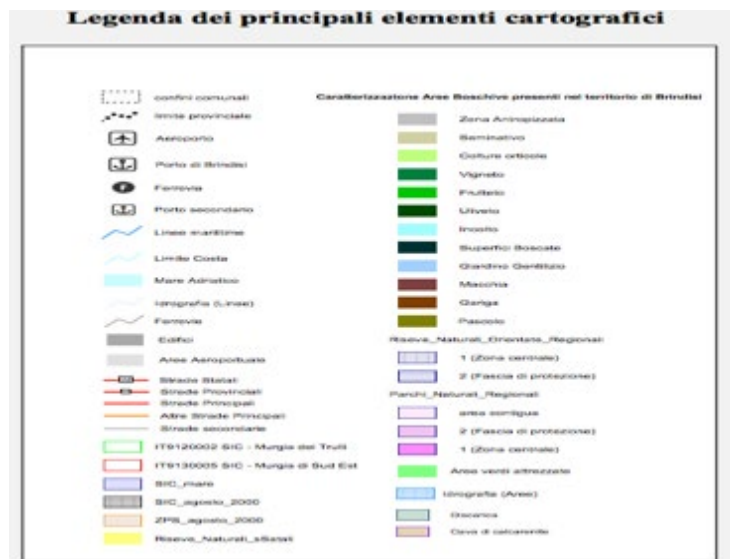 Legenda dei principali elementi cartografici
confini comunali
limite provinciale
Aeroporto
Porto di Brindisi
Ferrovia
Porto secondario
Linee marittime
Limite Costa
Mare Adriatico
Idrografia (Linee)
Ferrovia
Edifici
Aree Aeroportuale
Strade Statali
Strade Provinciali
Strade Principali
Altre Strade Principali
Strade secondarie
IT9120002 SIC - Murgia dei Trulli
IT9130005 SIC - Murgia di Sud Est
SIC_mare
SIC_agosto_2000
ZPS_agosto_2000
Riserve_Naturali_sStatali
Caratterizzazione Aree Boschive presenti nel territorio di Brindisi
Zona Antropizzata
Seminativo
Colture orticole
Vigneto
Frutteto
Uliveto
Incolto
Superfici Boscate
Giardino Gentilizio
Macchia
Gariga
Pascolo
Riseve_Naturali_Orientate_Regionali
1 (Zona centrale)
2 (Fascia di protezione)
Parchi_Naturali_Regionali
area contigua
2 (Fascia di protezione)
1 (Zona centrale)
Aree verdi attrezzate
Idrografia (Aree)
Discarica
Cava di calcarenite